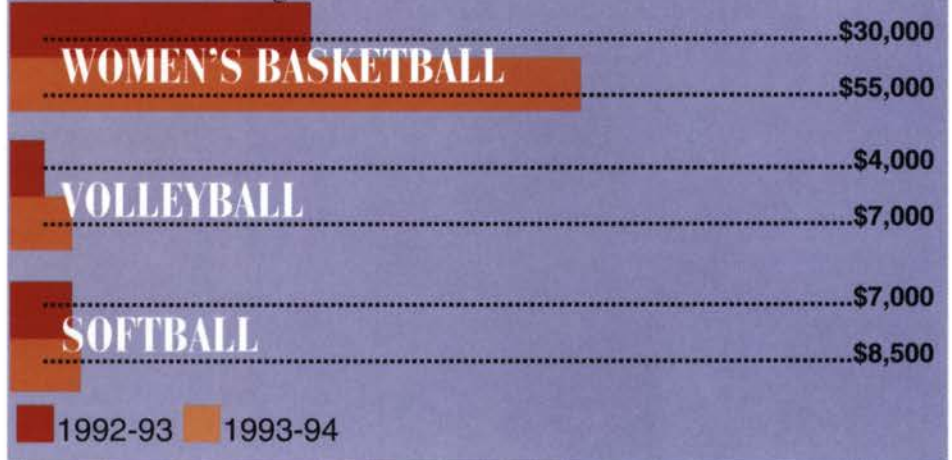 $30,000
WOMEN'S BASKETBALL
$55,000
$4,000
VOLLEYBALL
$7,000
$7,000
SOFTBALL
$8,500
1992-93 1993-94